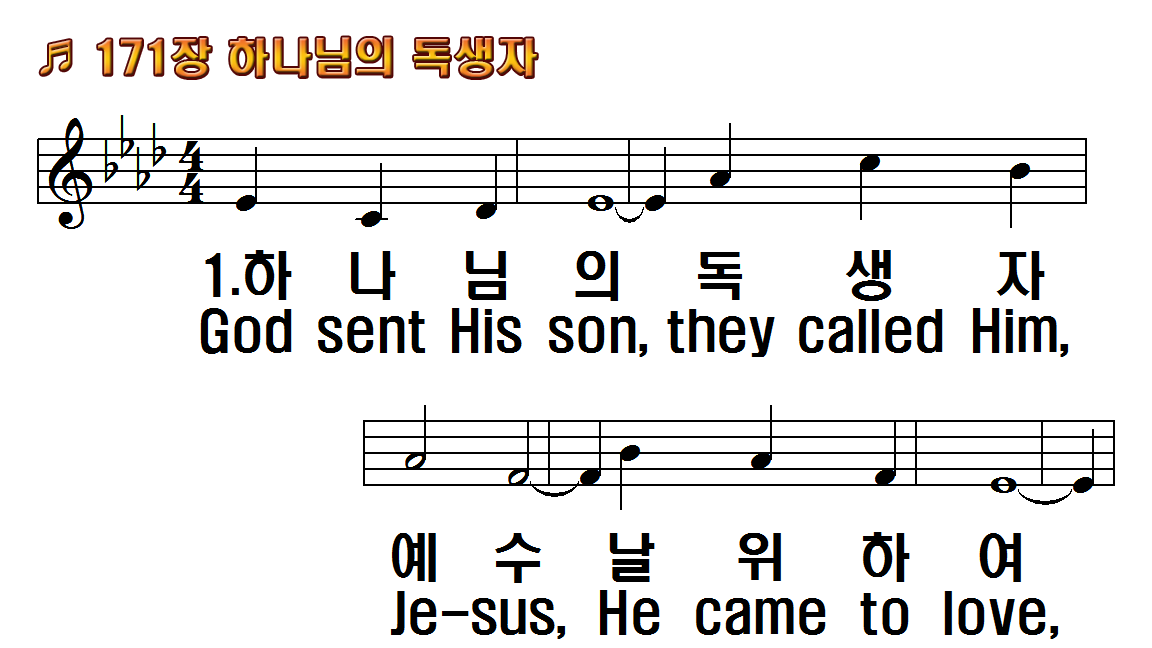 171장 하나님의 독생자
1.하 나 님 의 독 생 자
God sent His son, they called Him,
예 수 날 위 하 여
Je-sus, He came to love,